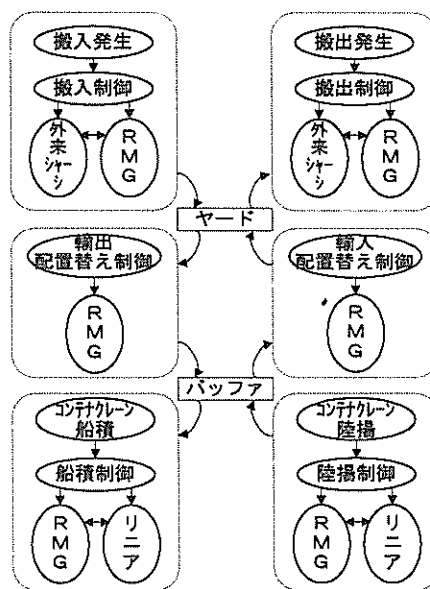 搬入発生
搬入制御
外来シャーシ
RMG
搬出発生
搬出制御
外来シャーシ
RMG
ヤード
輸出
配置替え制御
RMG
輸入
配置替え制御
RMG
バッファ
コンテナクレーン
船積
船積制御
RMG
リニア
コンテナクレーン
陸揚
陸揚制御
RMG
リニア